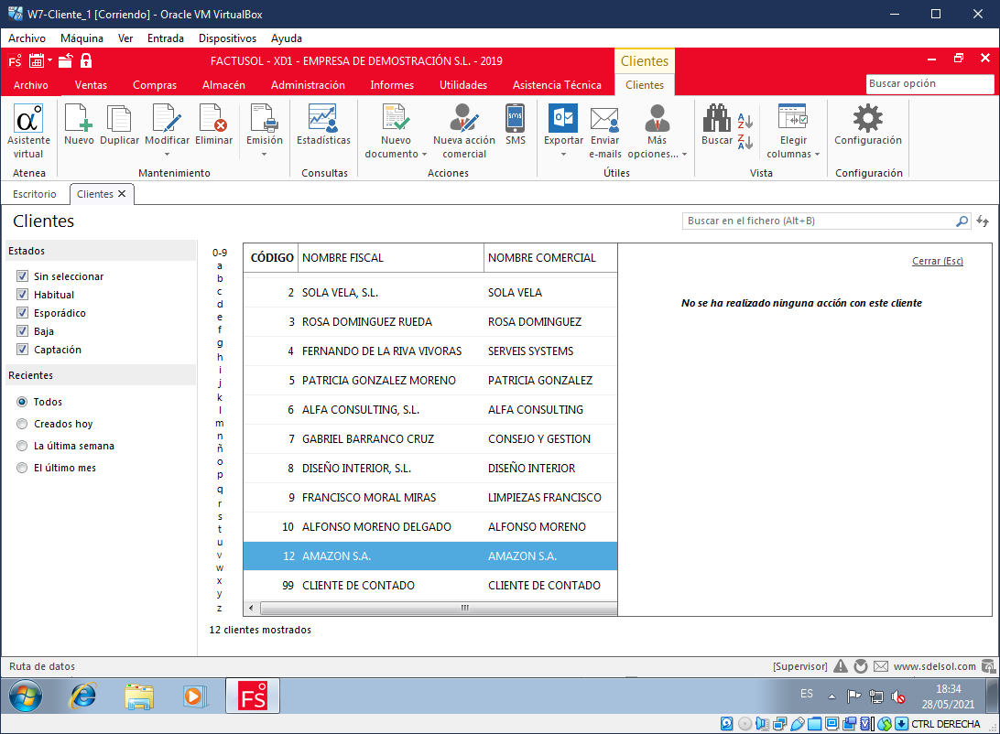 W7-Cliente_1 [Corriendo] - Oracle VM VirtualBox
Archivo Máquina Ver Entrada Dispositivos Ayuda
FS FACTUSOL - XD1 - EMPRESA DE DEMOSTRACIÓN S.L. - 2019 Clientes
Archivo Ventas Compras Almacén Administración Informes Utilidades Asistencia Técnica Clientes Buscar opción
Asistente virtual
Nuevo Duplicar Modificar Eliminar Emisión Estadísticas
Nuevo documento
Nueva acción comercial
SMS
Exportar
Enviar e-mails
Más opciones...
Buscar
A Z
Z A
Elegir columnas
Configuración
Atenea Mantenimiento Consultas Acciones Útiles Vista Configuración
Escritorio Clientes
Clientes
Buscar en el fichero (Alt+B)
Estados
Sin seleccionar
Habitual
Esporádico
Baja
Captación
Recientes
Todos
Creados hoy
La última semana
El último mes
0-9
a
b
c
d
e
f
g
h
i
j
k
l
m
n
ñ
o
p
q
r
s
t
u
v
w
x
y
z
CÓDIGO NOMBRE FISCAL NOMBRE COMERCIAL
2 SOLA VELA, S.L. SOLA VELA
3 ROSA DOMINGUEZ RUEDA ROSA DOMINGUEZ
4 FERNANDO DE LA RIVA VIVORAS SERVEIS SYSTEMS
5 PATRICIA GONZALEZ MORENO PATRICIA GONZALEZ
6 ALFA CONSULTING, S.L. ALFA CONSULTING
7 GABRIEL BARRANCO CRUZ CONSEJO Y GESTION
8 DISEÑO INTERIOR, S.L. DISEÑO INTERIOR
9 FRANCISCO MORAL MIRAS LIMPIEZAS FRANCISCO
10 ALFONSO MORENO DELGADO ALFONSO MORENO
12 AMAZON S.A. AMAZON S.A.
99 CLIENTE DE CONTADO CLIENTE DE CONTADO
Cerrar (Esc)
No se ha realizado ninguna acción con este cliente
12 clientes mostrados
Ruta de datos [Supervisor] www.sdelsol.com
FS
ES
18:34
28/05/2021
CTRL DERECHA